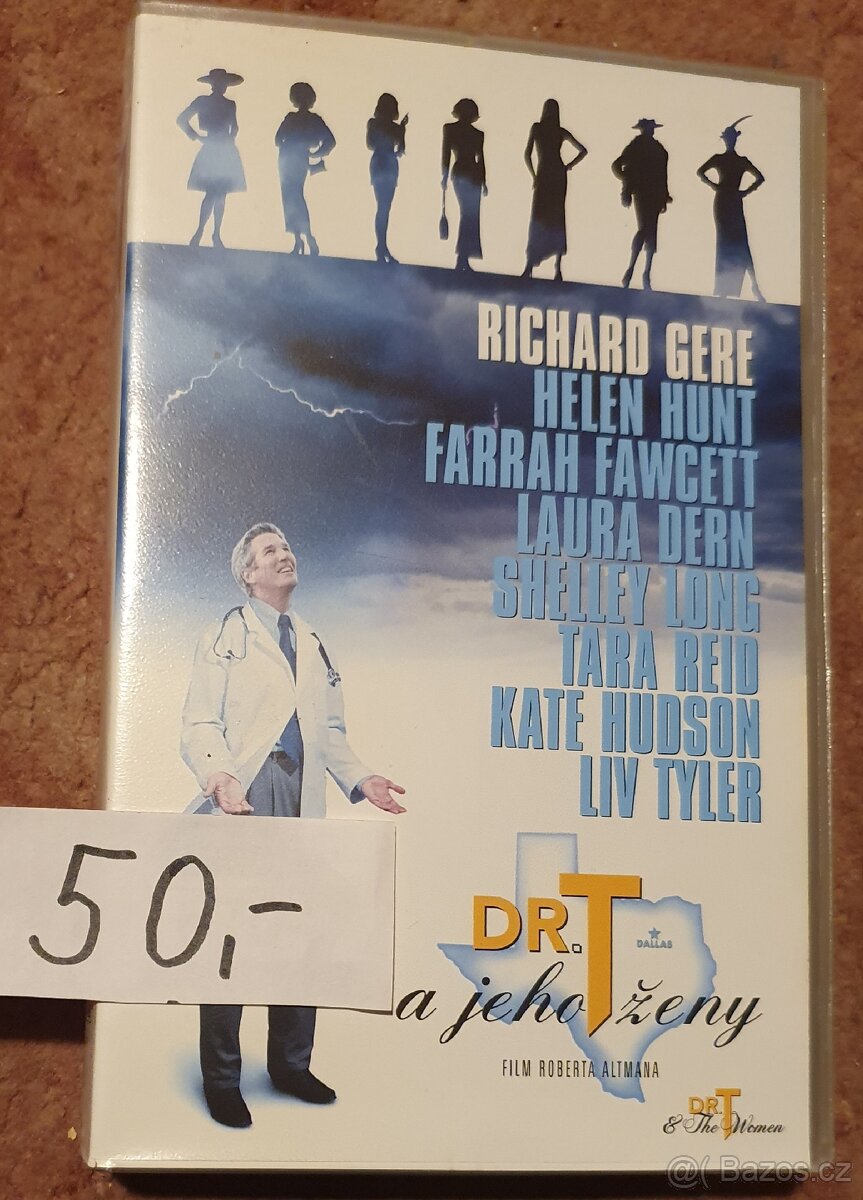 RICHARD GERE
HELEN HUNT
FARRAH FAWCETT
LAURA DERN
SHELLEY LONG
TARA REID
KATE HUDSON
LIV TYLER
50,-
DR.T
DALLAS
a jeho ženy
FILM ROBERTA ALTMANA
DR.T
& The Women
@( Bazos.cz